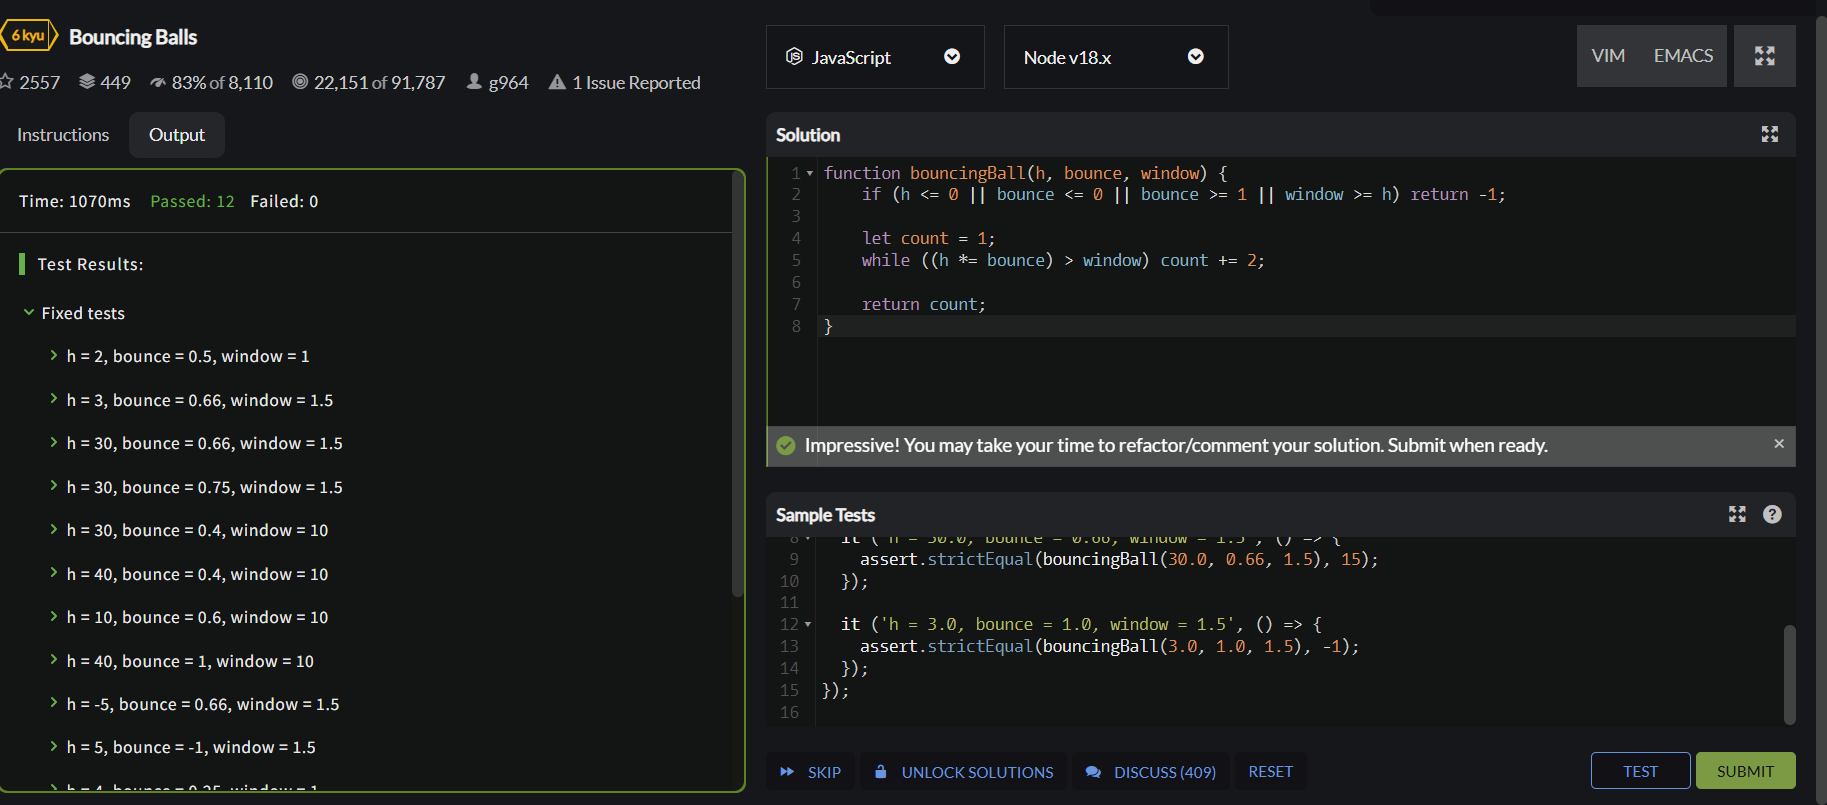 6 kyu Bouncing Balls
2557 449 83% of 8,110 22,151 of 91,787 g964 1 Issue Reported
Instructions Output
Time: 1070ms Passed: 12 Failed: 0
Test Results:
Fixed tests
h = 2, bounce = 0.5, window = 1
h = 3, bounce = 0.66, window = 1.5
h = 30, bounce = 0.66, window = 1.5
h = 30, bounce = 0.75, window = 1.5
h = 30, bounce = 0.4, window = 10
h = 40, bounce = 0.4, window = 10
h = 10, bounce = 0.6, window = 10
h = 40, bounce = 1, window = 10
h = -5, bounce = 0.66, window = 1.5
h = 5, bounce = -1, window = 1.5
JS JavaScript Node v18.x VIM EMACS
Solution
1 function bouncingBall(h, bounce, window) {
2 if (h <= 0 || bounce <= 0 || bounce >= 1 || window >= h) return -1;
3
4 let count = 1;
5 while ((h *= bounce) > window) count += 2;
6
7 return count;
8 }
Impressive! You may take your time to refactor/comment your solution. Submit when ready. ×
Sample Tests ?
8 it ('h = 30.0, bounce = 0.66, window = 1.5', () => {
9 assert.strictEqual(bouncingBall(30.0, 0.66, 1.5), 15);
10 });
11
12 it ('h = 3.0, bounce = 1.0, window = 1.5', () => {
13 assert.strictEqual(bouncingBall(3.0, 1.0, 1.5), -1);
14 });
15 });
16
SKIP UNLOCK SOLUTIONS DISCUSS (409) RESET TEST SUBMIT